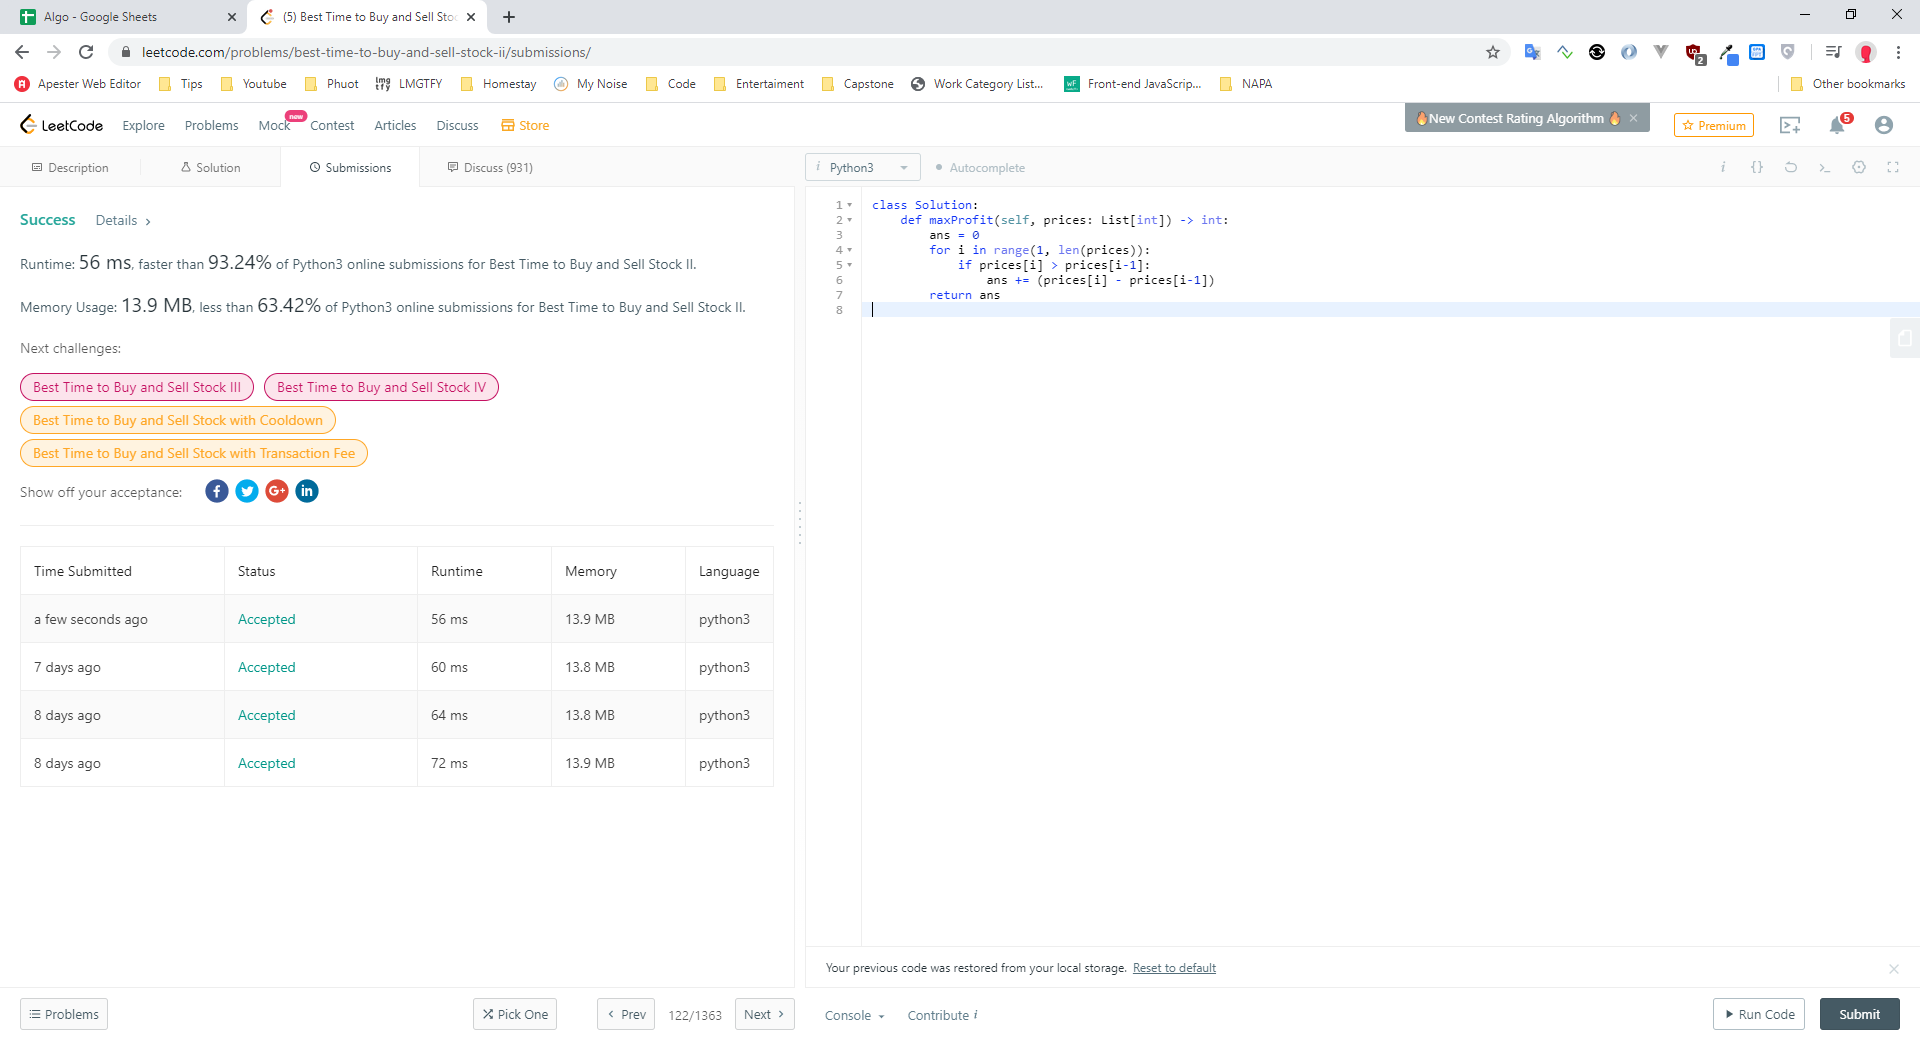 Algo - Google Sheets
(5) Best Time to Buy and Sell Stoc
leetcode.com/problems/best-time-to-buy-and-sell-stock-ii/submissions/
2
Apester Web Editor
Tips
Youtube
Phuot
LMGTFY
Homestay
My Noise
Code
Entertaiment
Capstone
Work Category List...
Front-end JavaScrip...
NAPA
Other bookmarks
LeetCode
Explore
Problems
Mock
new
Contest
Articles
Discuss
Store
🔥New Contest Rating Algorithm 🔥
Premium
5
Description
Solution
Submissions
Discuss (931)
i Python3
Autocomplete
Success
Details
Runtime: 56 ms, faster than 93.24% of Python3 online submissions for Best Time to Buy and Sell Stock II.
Memory Usage: 13.9 MB, less than 63.42% of Python3 online submissions for Best Time to Buy and Sell Stock II.
Next challenges:
Best Time to Buy and Sell Stock III
Best Time to Buy and Sell Stock IV
Best Time to Buy and Sell Stock with Cooldown
Best Time to Buy and Sell Stock with Transaction Fee
Show off your acceptance:
Time Submitted Status Runtime Memory Language
a few seconds ago Accepted 56 ms 13.9 MB python3
7 days ago Accepted 60 ms 13.8 MB python3
8 days ago Accepted 64 ms 13.8 MB python3
8 days ago Accepted 72 ms 13.9 MB python3
1 class Solution:
2     def maxProfit(self, prices: List[int]) -> int:
3         ans = 0
4         for i in range(1, len(prices)):
5             if prices[i] > prices[i-1]:
6                 ans += (prices[i] - prices[i-1])
7         return ans
8
Your previous code was restored from your local storage. Reset to default
Problems
Pick One
Prev
122/1363
Next
Console
Contribute i
Run Code
Submit